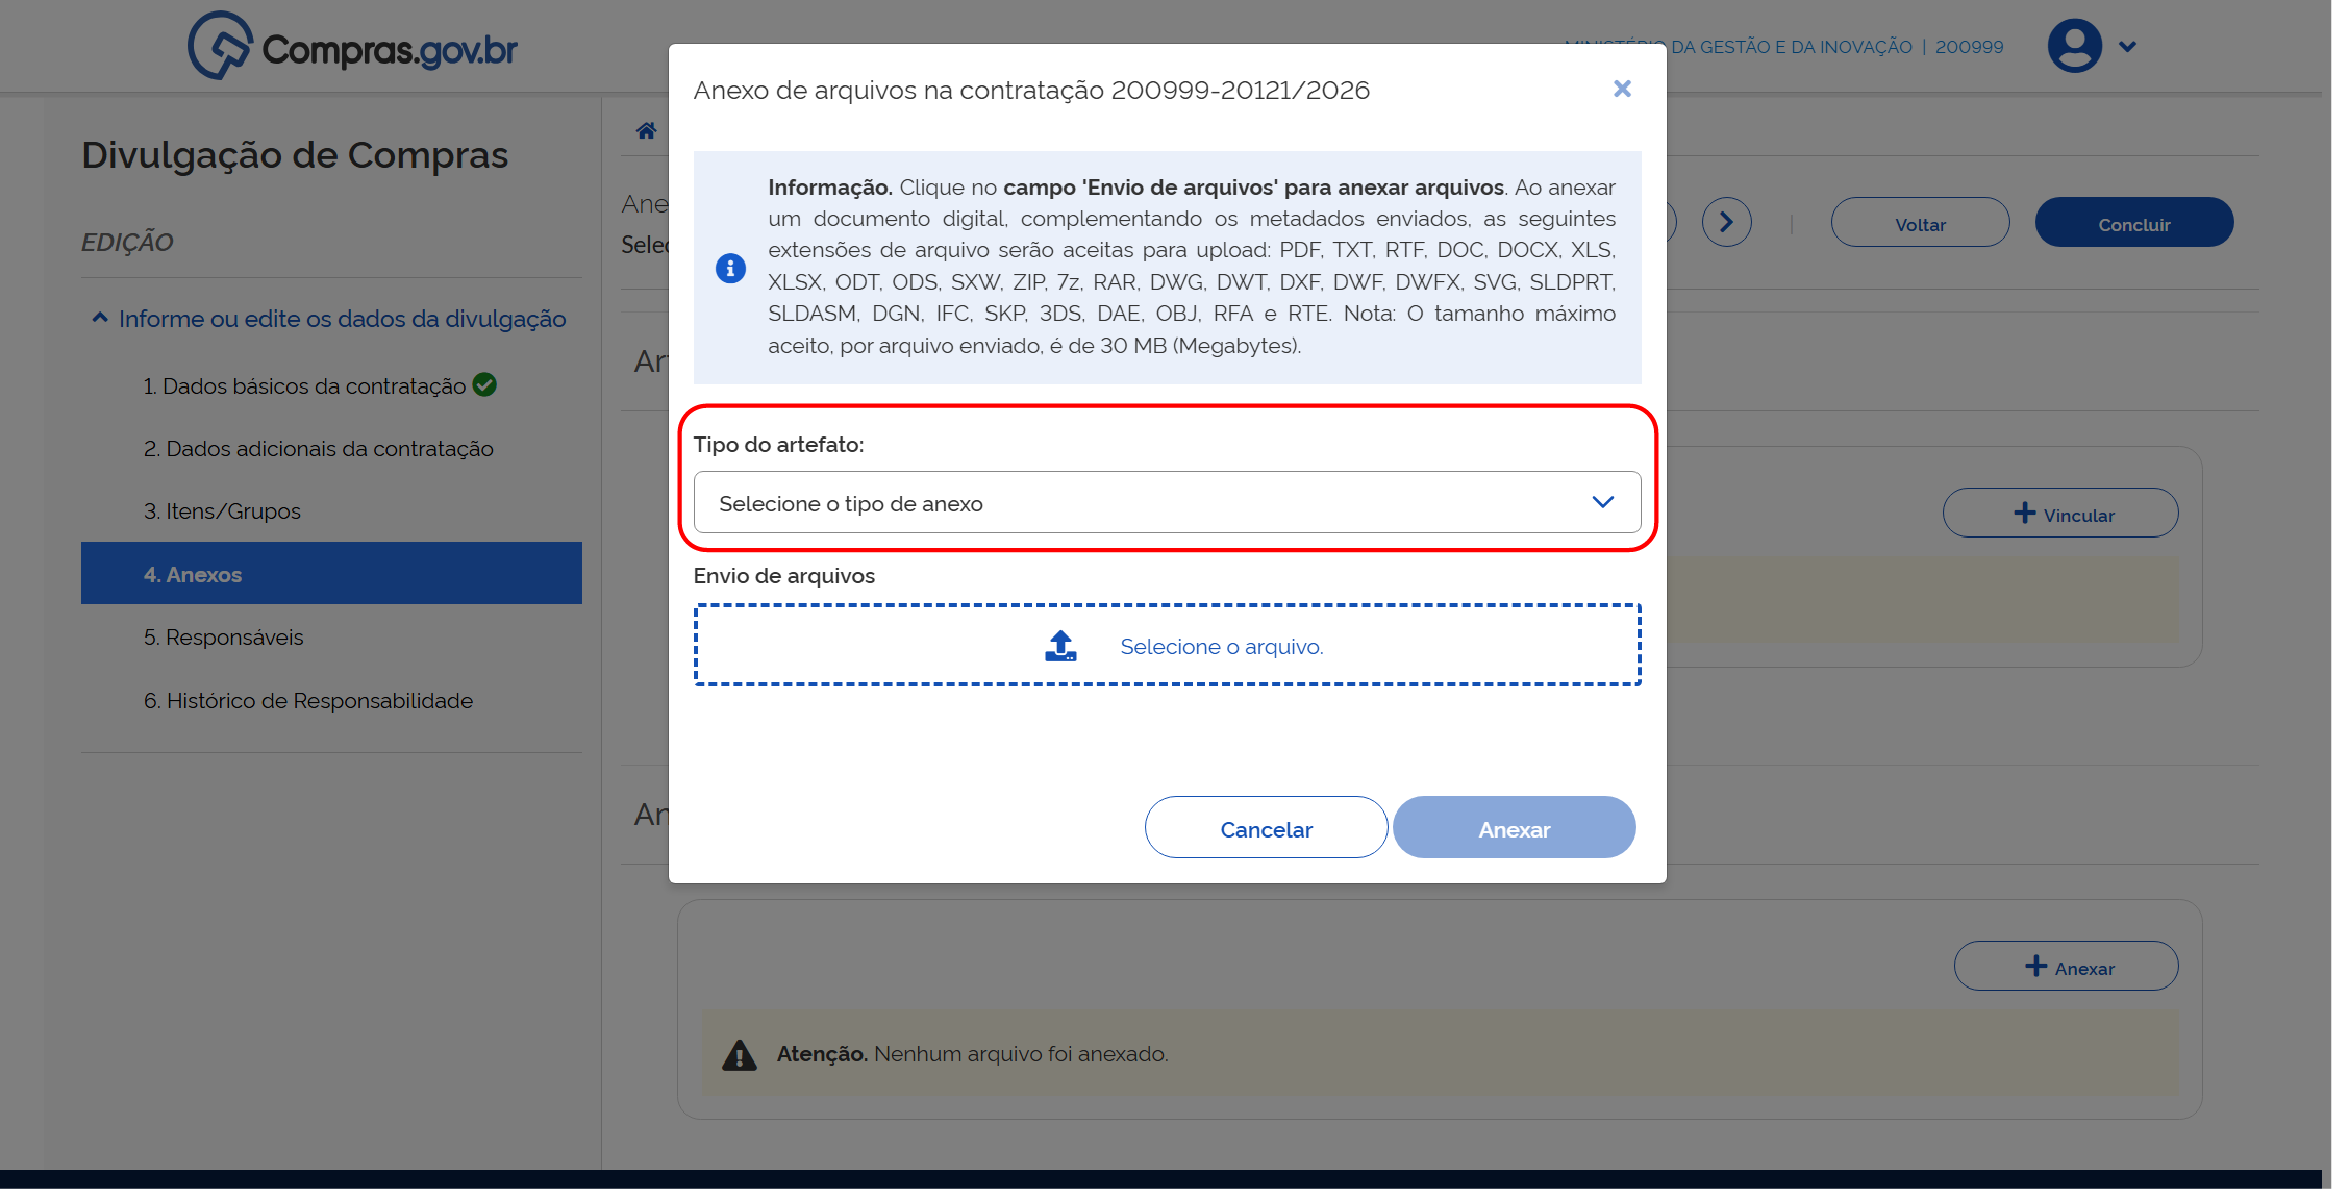 Compras.gov.br
MINISTÉRIO DA GESTÃO E DA INOVAÇÃO | 200999
Divulgação de Compras
EDIÇÃO
Informe ou edite os dados da divulgação
1. Dados básicos da contratação
2. Dados adicionais da contratação
3. Itens/Grupos
4. Anexos
5. Responsáveis
6. Histórico de Responsabilidade
Voltar
Concluir
Vincular
Anexo de arquivos na contratação 200999-20121/2026
Informação. Clique no campo 'Envio de arquivos' para anexar arquivos. Ao anexar
um documento digital, complementando os metadados enviados, as seguintes
extensões de arquivo serão aceitas para upload: PDF, TXT, RTF, DOC, DOCX, XLS,
XLSX, ODT, ODS, SXW, ZIP, 7z, RAR, DWG, DWT, DXF, DWF, DWFX, SVG, SLDPRT,
SLDASM, DGN, IFC, SKP, 3DS, DAE, OBJ, RFA e RTE. Nota: O tamanho máximo
aceito, por arquivo enviado, é de 30 MB (Megabytes).
Tipo do artefato:
Selecione o tipo de anexo
Envio de arquivos
Selecione o arquivo.
Cancelar
Anexar
Anexar
Atenção. Nenhum arquivo foi anexado.